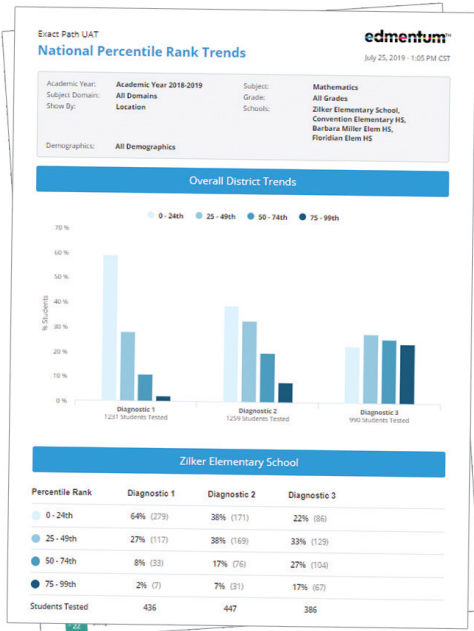 Exact Path UAT
edmentum™
National Percentile Rank Trends
July 25, 2019 - 1:05 PM CST
Academic Year: Academic Year 2018-2019
Subject Domain: All Domains
Show By: Location
Demographics: All Demographics
Subject: Mathematics
Grade: All Grades
Schools: Zilker Elementary School,
Convention Elementary HS,
Barbara Miller Elem HS,
Floridian Elem HS
Overall District Trends
0 - 24th 25 - 49th 50 - 74th 75 - 99th
70 %
60 %
50 %
40 %
30 %
20 %
10 %
0 %
% Students
Diagnostic 1 Diagnostic 2 Diagnostic 3
1231 Students Tested 1259 Students Tested 990 Students Tested
Zilker Elementary School
Percentile Rank Diagnostic 1 Diagnostic 2 Diagnostic 3
0 - 24th 64% (279) 38% (171) 22% (86)
25 - 49th 27% (117) 38% (169) 33% (129)
50 - 74th 8% (33) 17% (76) 27% (104)
75 - 99th 2% (7) 7% (31) 17% (67)
Students Tested 436 447 386